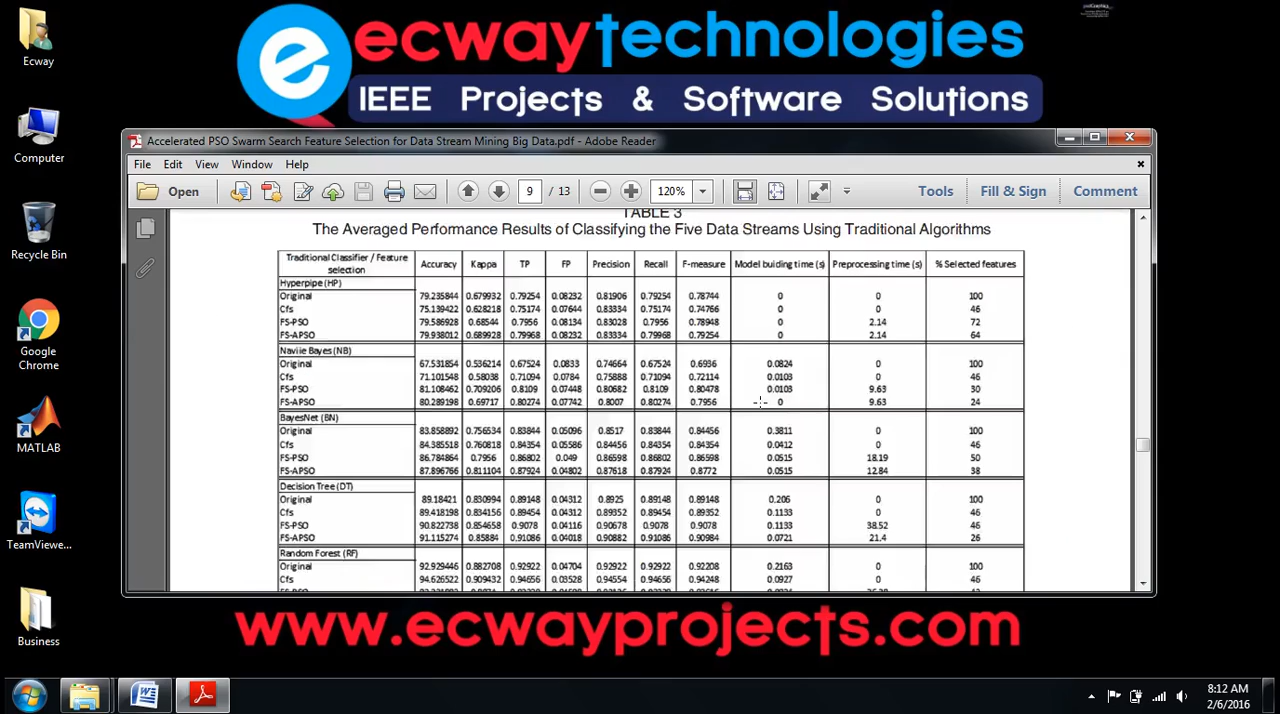 ecwaytechnologies
IEEE Projects & Software Solutions
Ecway
Computer
Recycle Bin
Google
Chrome
MATLAB
TeamViewe...
Business
Accelerated PSO Swarm Search Feature Selection for Data Stream Mining Big Data.pdf - Adobe Reader
File Edit View Window Help
Open 9 / 13 120% Tools Fill & Sign Comment
TABLE 3
The Averaged Performance Results of Classifying the Five Data Streams Using Traditional Algorithms
Traditional Classifier / Feature selection Accuracy Kappa TP FP Precision Recall F-measure Model buiding time (s) Preprocessing time (s) % Selected features
Hyperpipe (HP)
Original 79.235844 0.679932 0.79254 0.08232 0.81906 0.79254 0.78744 0 0 100
Cfs 75.139422 0.628218 0.75174 0.07644 0.83334 0.75174 0.74766 0 0 46
FS-PSO 79.586928 0.68544 0.7956 0.08134 0.83028 0.7956 0.78948 0 2.14 72
FS-APSO 79.938012 0.689928 0.79968 0.08232 0.83334 0.79968 0.79254 0 2.14 64
Naviie Bayes (NB)
Original 67.531854 0.536214 0.67524 0.0833 0.74664 0.67524 0.6936 0.0824 0 100
Cfs 71.101548 0.58038 0.71094 0.0784 0.75888 0.71094 0.72114 0.0103 0 46
FS-PSO 81.108462 0.709206 0.8109 0.07448 0.80682 0.8109 0.80478 0.0103 9.63 30
FS-APSO 80.289198 0.69717 0.80274 0.07742 0.8007 0.80274 0.7956 0 9.63 24
BayesNet (BN)
Original 83.858892 0.756534 0.83844 0.05096 0.8517 0.83844 0.84456 0.3811 0 100
Cfs 84.385518 0.760818 0.84354 0.05586 0.84456 0.84354 0.84354 0.0412 0 46
FS-PSO 86.784864 0.7956 0.86802 0.049 0.86598 0.86802 0.86598 0.0515 18.19 50
FS-APSO 87.896766 0.811104 0.87924 0.04802 0.87618 0.87924 0.8772 0.0515 12.84 38
Decision Tree (DT)
Original 89.18421 0.830994 0.89148 0.04312 0.8925 0.89148 0.89148 0.206 0 100
Cfs 89.418198 0.834156 0.89454 0.04312 0.89352 0.89454 0.89352 0.1133 0 46
FS-PSO 90.822738 0.854658 0.9078 0.04116 0.90678 0.9078 0.9078 0.1133 38.52 46
FS-APSO 91.115274 0.85884 0.91086 0.04018 0.90882 0.91086 0.90984 0.0721 21.4 26
Random Forest (RF)
Original 92.929446 0.882708 0.92922 0.04704 0.92922 0.92922 0.92208 0.2163 0 100
Cfs 94.626522 0.909432 0.94656 0.03528 0.94554 0.94656 0.94248 0.0927 0 46
www.ecwayprojects.com
8:12 AM
2/6/2016